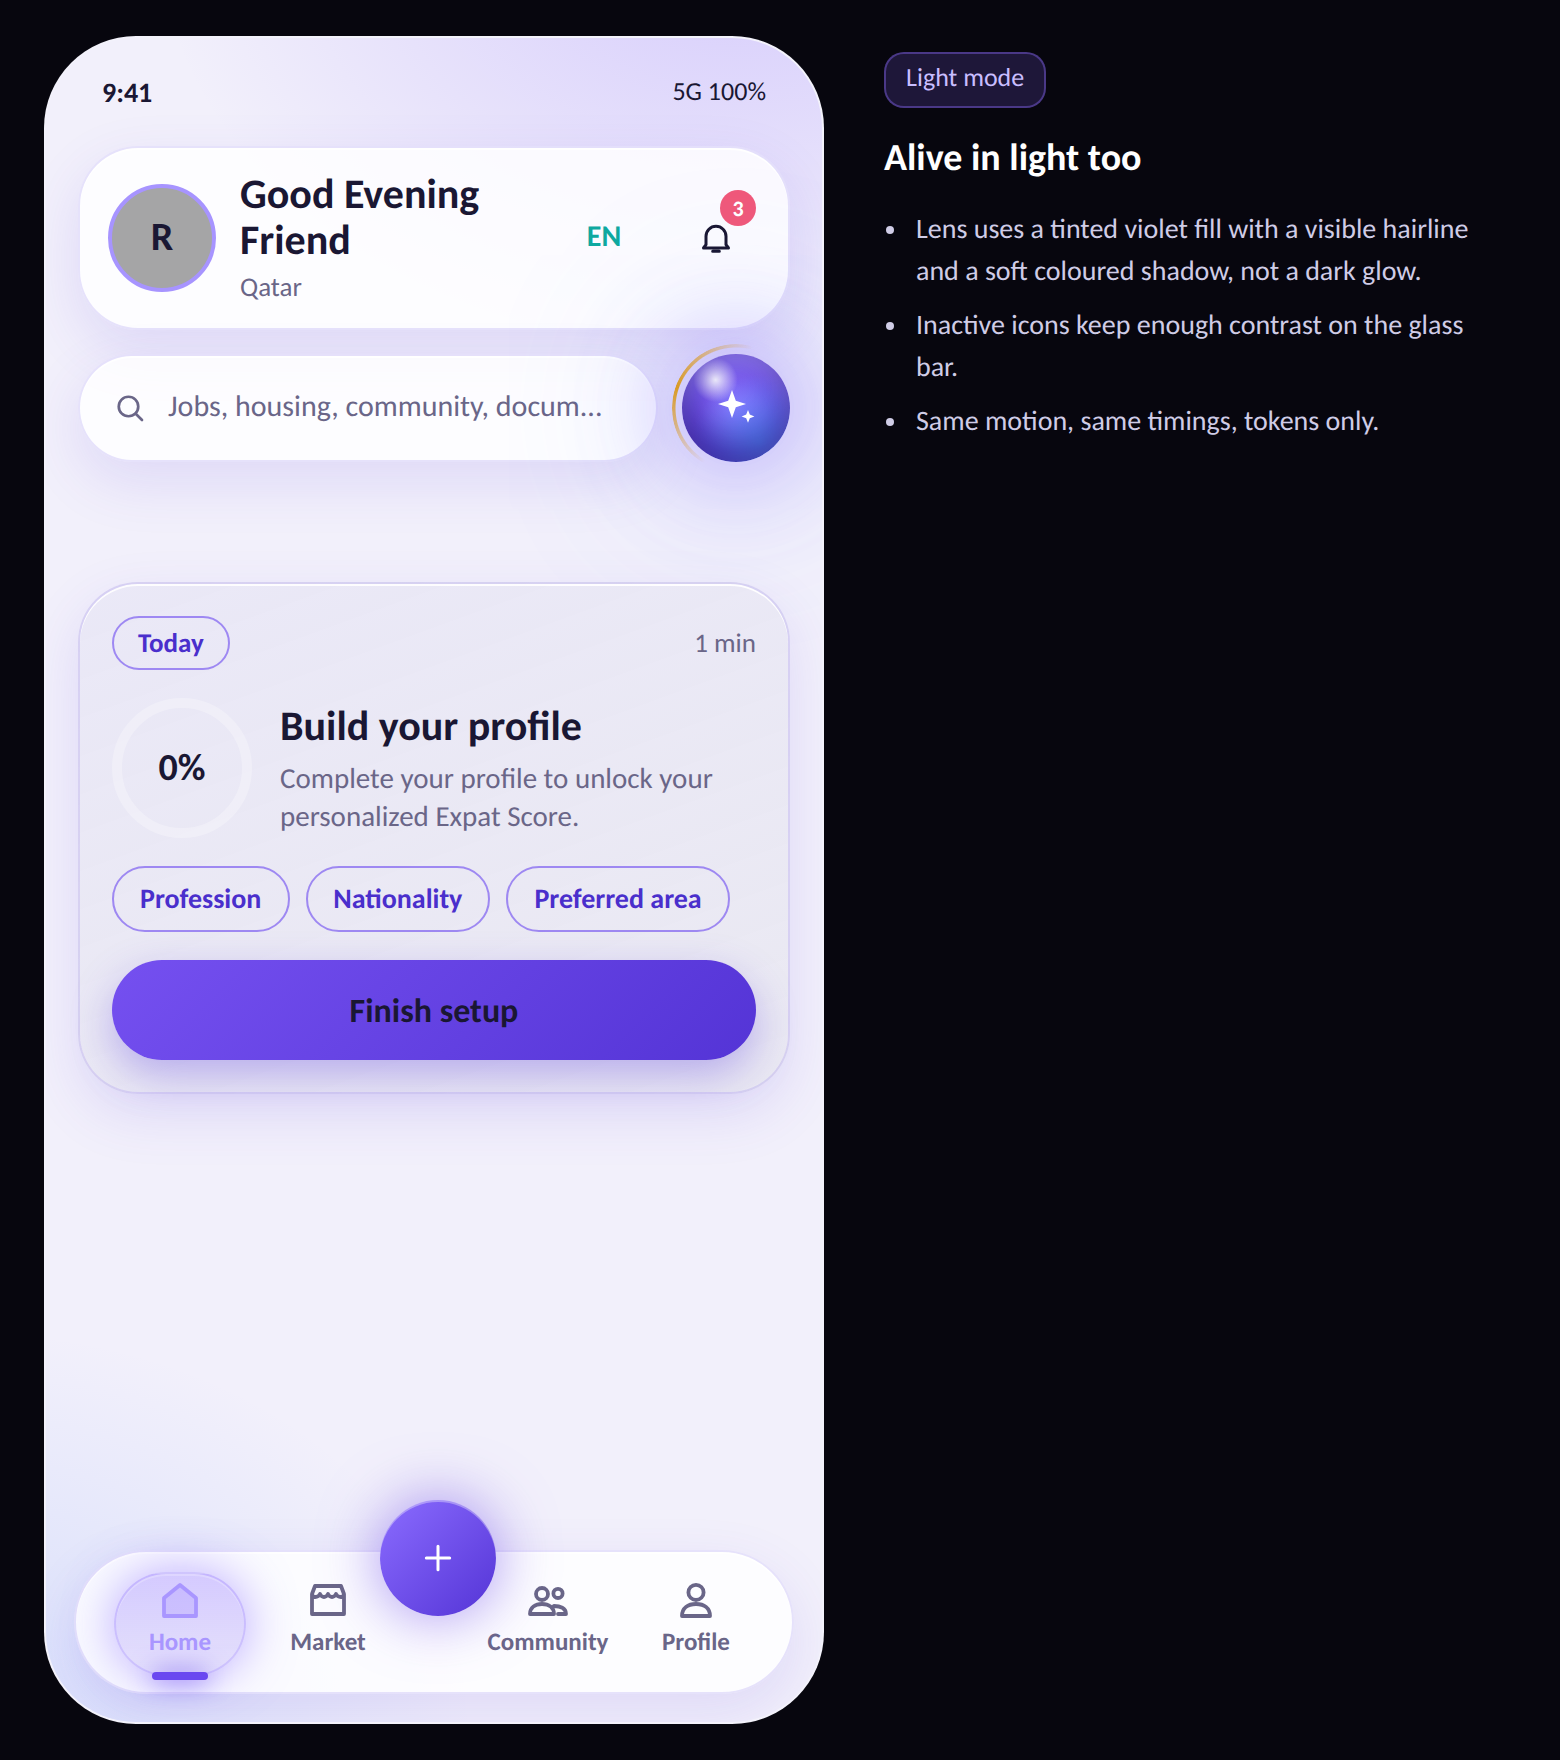 9:41
5G 100%
R
Good Evening
Friend
Qatar
EN
3
Jobs, housing, community, docum...
Today
1 min
0%
Build your profile
Complete your profile to unlock your
personalized Expat Score.
Profession
Nationality
Preferred area
Finish setup
Home
Market
Community
Profile
Light mode
Alive in light too
• Lens uses a tinted violet fill with a visible hairline
and a soft coloured shadow, not a dark glow.
• Inactive icons keep enough contrast on the glass
bar.
• Same motion, same timings, tokens only.